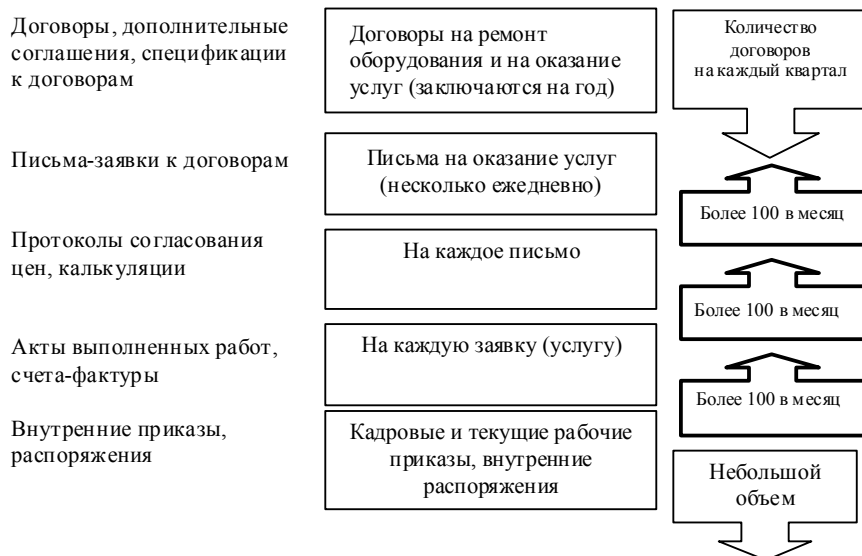 Договоры, дополнительные
соглашения, спецификации
к договорам
Договоры на ремонт
оборудования и на оказание
услуг (заключаются на год)
Количество
договоров
на каждый квартал
Письма-заявки к договорам
Письма на оказание услуг
(несколько ежедневно)
Более 100 в месяц
Протоколы согласования
цен, калькуляции
На каждое письмо
Более 100 в месяц
Акты выполненных работ,
счета-фактуры
На каждую заявку (услугу)
Более 100 в месяц
Внутренние приказы,
распоряжения
Кадровые и текущие рабочие
приказы, внутренние
распоряжения
Небольшой
объем